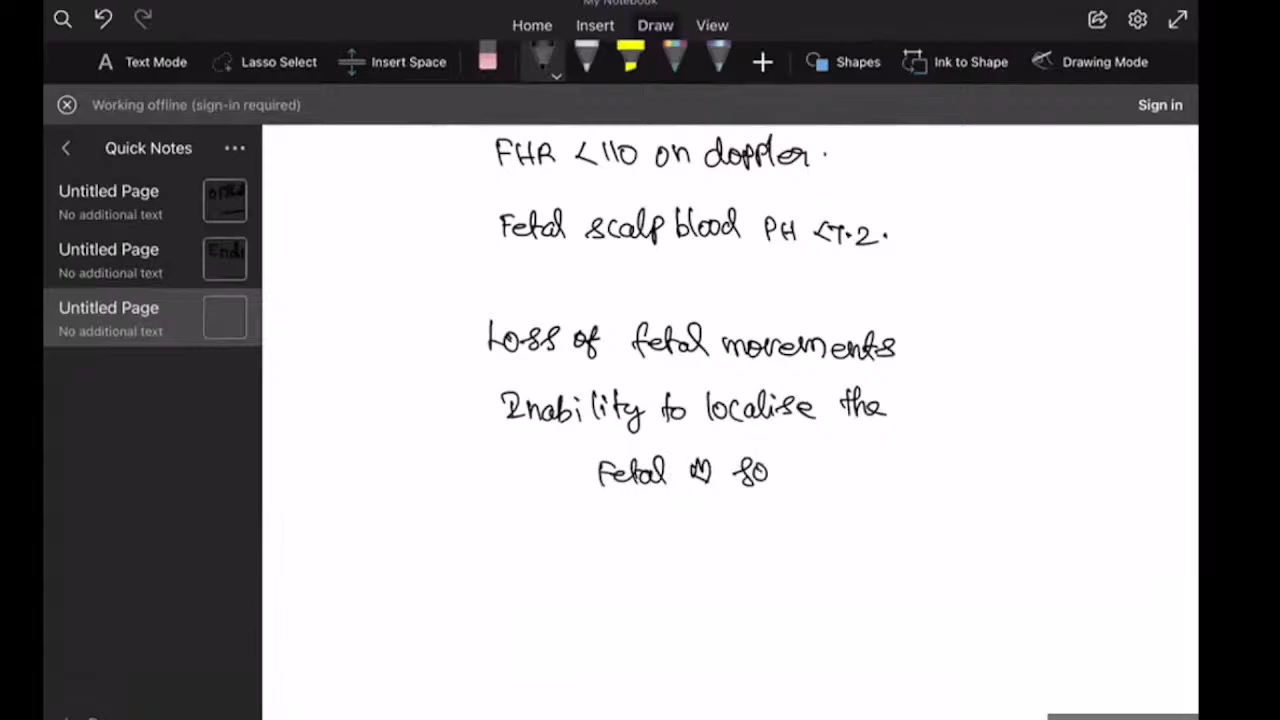 My Notebook
Home Insert Draw View
Text Mode Lasso Select Insert Space Shapes Ink to Shape Drawing Mode
Working offline (sign-in required) Sign in
Quick Notes
Untitled Page
No additional text
Untitled Page
No additional text
Untitled Page
No additional text
FHR <110 on doppler.
Fetal scalp blood PH <7.2.
Loss of fetal movements
Inability to localise the
Fetal ♡ so